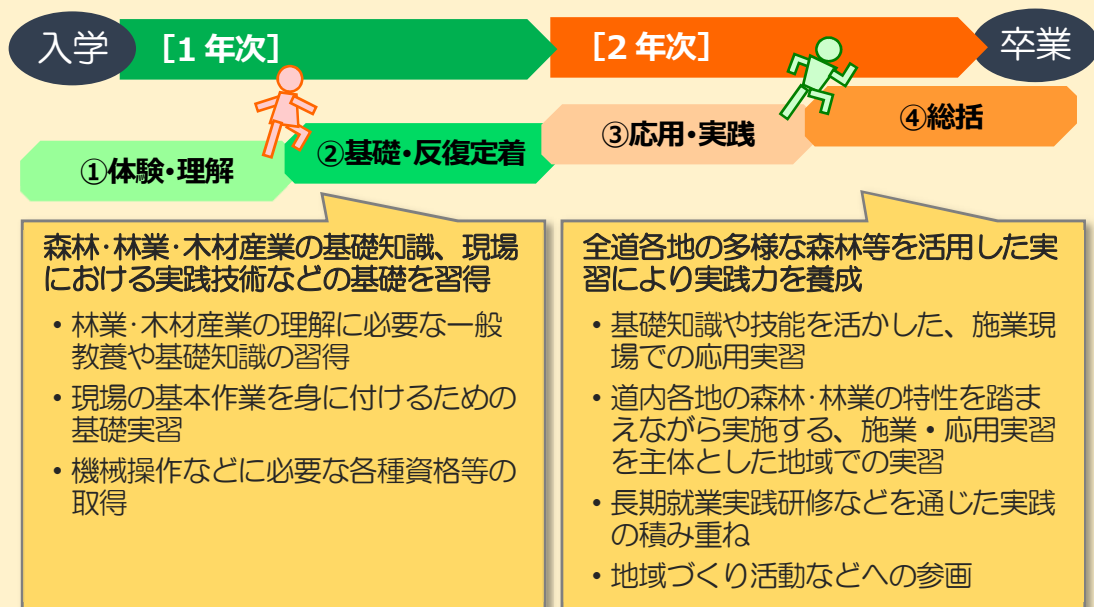 入学
[1 年次]
[2 年次]
卒業
①体験・理解
②基礎・反復定着
③応用・実践
④総括
森林・林業・木材産業の基礎知識、現場
における実践技術などの基礎を習得
・林業・木材産業の理解に必要な一般
教養や基礎知識の習得
・現場の基本作業を身に付けるための
基礎実習
・機械操作などに必要な各種資格等の
取得
全道各地の多様な森林等を活用した実
習により実践力を養成
・基礎知識や技能を活かした、施業現
場での応用実習
・道内各地の森林・林業の特性を踏ま
えながら実施する、施業・応用実習
を主体とした地域での実習
・長期就業実践研修などを通じた実践
の積み重ね
・地域づくり活動などへの参画